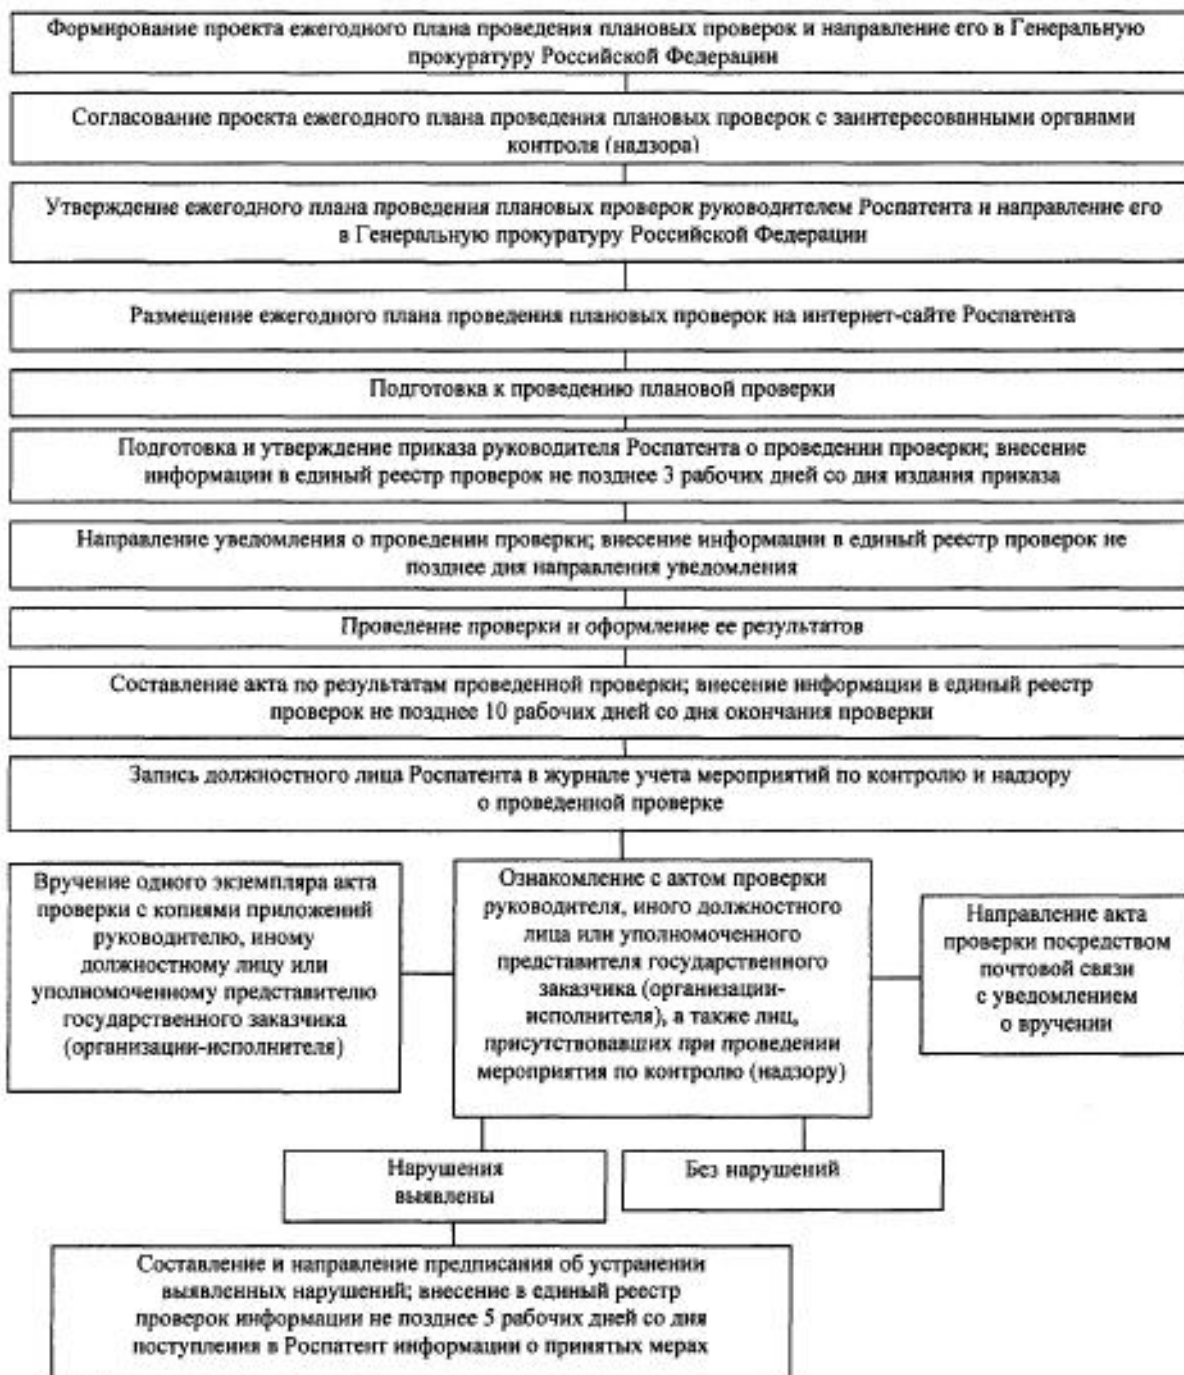 Формирование проекта ежегодного плана проведения плановых проверок и направление его в Генеральную
прокуратуру Российской Федерации
Согласование проекта ежегодного плана проведения плановых проверок с заинтересованными органами
контроля (надзора)
Утверждение ежегодного плана проведения плановых проверок руководителем Роспатента и направление его
в Генеральную прокуратуру Российской Федерации
Размещение ежегодного плана проведения плановых проверок на интернет-сайте Роспатента
Подготовка к проведению плановой проверки
Подготовка и утверждение приказа руководителя Роспатента о проведении проверки; внесение
информации в единый реестр проверок не позднее 3 рабочих дней со дня издания приказа
Направление уведомления о проведении проверки; внесение информации в единый реестр проверок не
позднее дня направления уведомления
Проведение проверки и оформление ее результатов
Составление акта по результатам проведенной проверки; внесение информации в единый реестр
проверок не позднее 10 рабочих дней со дня окончания проверки
Запись должностного лица Роспатента в журнале учета мероприятий по контролю и надзору
о проведенной проверке
Вручение одного экземпляра акта
проверки с копиями приложений
руководителю, иному
должностному лицу или
уполномоченному представителю
государственного заказчика
(организации-исполнителя)
Ознакомление с актом проверки
руководителя, иного должностного
лица или уполномоченного
представителя государственного
заказчика (организации-
исполнителя), а также лиц,
присутствовавших при проведении
мероприятия по контролю (надзору)
Направление акта
проверки посредством
почтовой связи
с уведомлением
о вручении
Нарушения
выявлены
Без нарушений
Составление и направление предписания об устранении
выявленных нарушений; внесение в единый реестр
проверок информации не позднее 5 рабочих дней со дня
поступления в Роспатент информации о принятых мерах